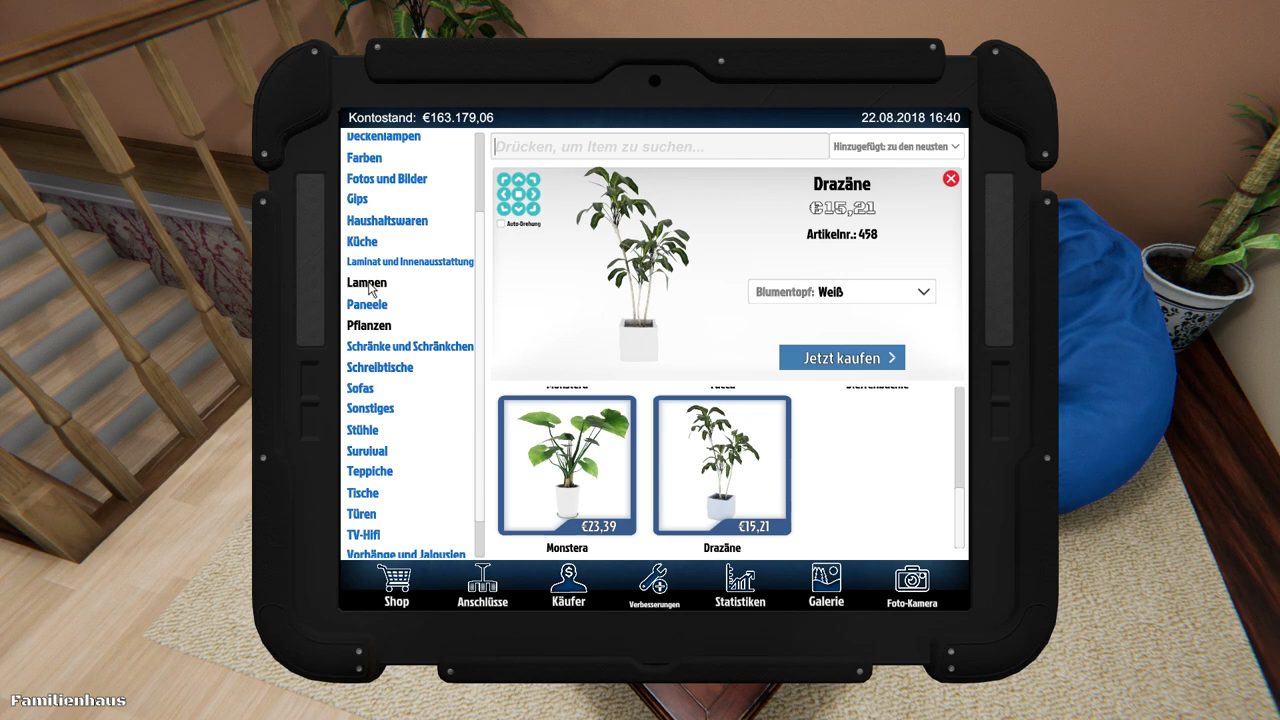 Kontostand: €163.179,06
22.08.2018 16:40
Deckenlampen
Farben
Fotos und Bilder
Gips
Haushaltswaren
Küche
Laminat und Innenausstattung
Lampen
Paneele
Pflanzen
Schränke und Schränkchen
Schreibtische
Sofas
Sonstiges
Stühle
Survival
Teppiche
Tische
Türen
TV-Hifi
Vorhänge und Jalousien
Drücken, um Item zu suchen...
Hinzugefügt: zu den neusten
Auto-Drehung
Drazäne
€15,21
Artikelnr.: 458
Blumentopf: Weiß
Jetzt kaufen
Monstera
Yucca
Dieffenbachie
€23,39
€15,21
Monstera
Drazäne
Shop
Anschlüsse
Käufer
Verbesserungen
Statistiken
Galerie
Foto-Kamera
Familienhaus